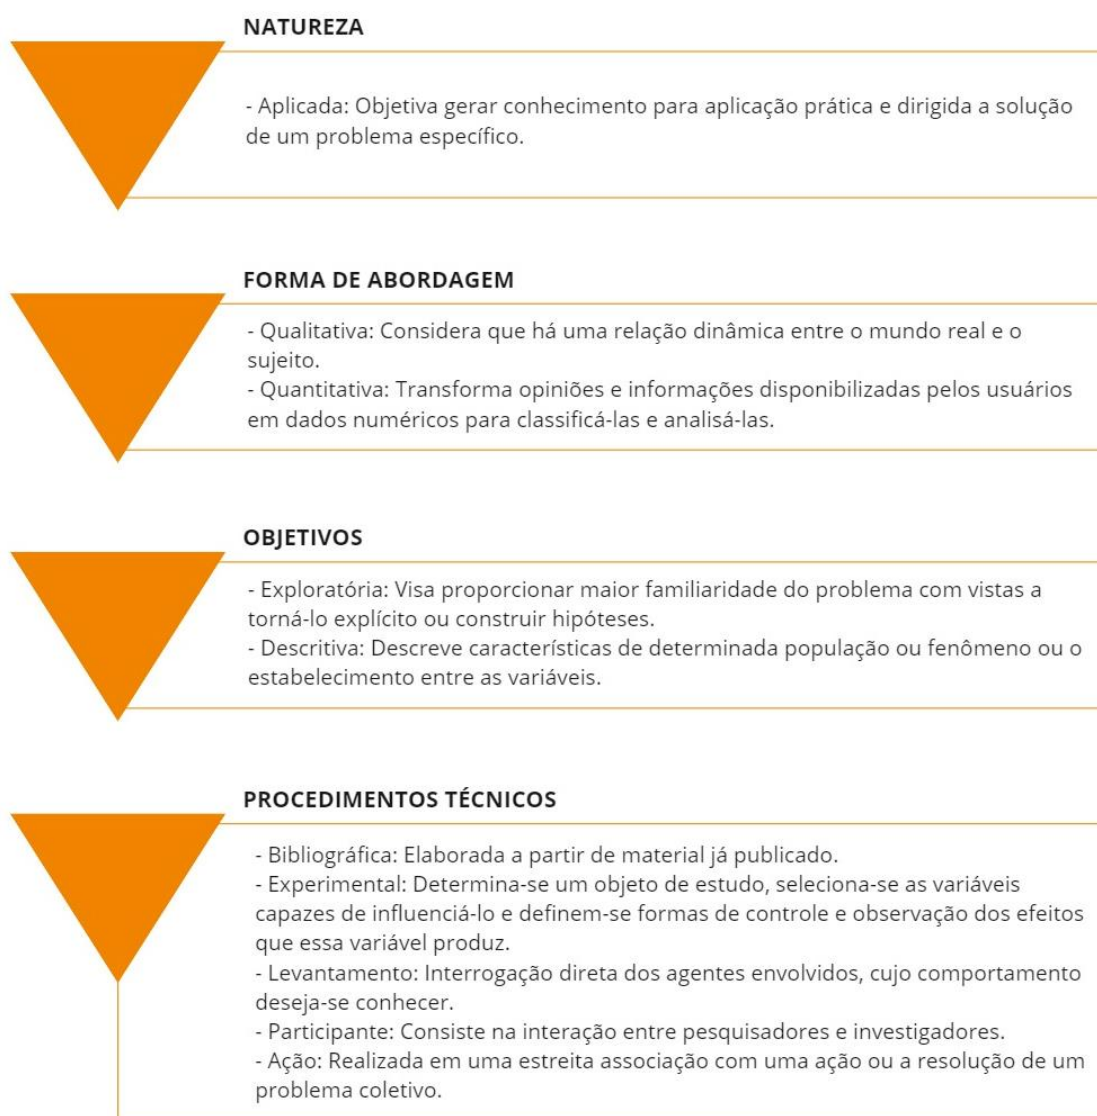 NATUREZA
- Aplicada: Objetiva gerar conhecimento para aplicação prática e dirigida a solução
de um problema específico.
FORMA DE ABORDAGEM
- Qualitativa: Considera que há uma relação dinâmica entre o mundo real e o
sujeito.
- Quantitativa: Transforma opiniões e informações disponibilizadas pelos usuários
em dados numéricos para classificá-las e analisá-las.
OBJETIVOS
- Exploratória: Visa proporcionar maior familiaridade do problema com vistas a
torná-lo explícito ou construir hipóteses.
- Descritiva: Descreve características de determinada população ou fenômeno ou o
estabelecimento entre as variáveis.
PROCEDIMENTOS TÉCNICOS
- Bibliográfica: Elaborada a partir de material já publicado.
- Experimental: Determina-se um objeto de estudo, seleciona-se as variáveis
capazes de influenciá-lo e definem-se formas de controle e observação dos efeitos
que essa variável produz.
- Levantamento: Interrogação direta dos agentes envolvidos, cujo comportamento
deseja-se conhecer.
- Participante: Consiste na interação entre pesquisadores e investigadores.
- Ação: Realizada em uma estreita associação com uma ação ou a resolução de um
problema coletivo.